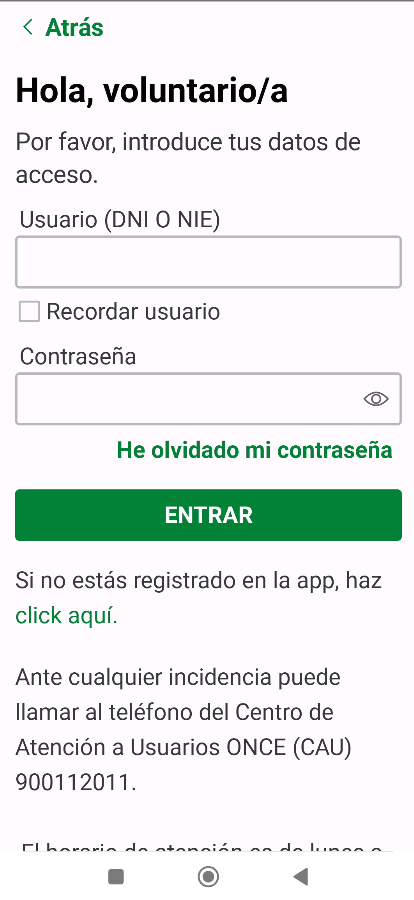 Atrás
Hola, voluntario/a
Por favor, introduce tus datos de
acceso.
Usuario (DNI O NIE)
Recordar usuario
Contraseña
He olvidado mi contraseña
ENTRAR
Si no estás registrado en la app, haz
click aquí.
Ante cualquier incidencia puede
llamar al teléfono del Centro de
Atención a Usuarios ONCE (CAU)
900112011.
El horario de atención es de lunes a